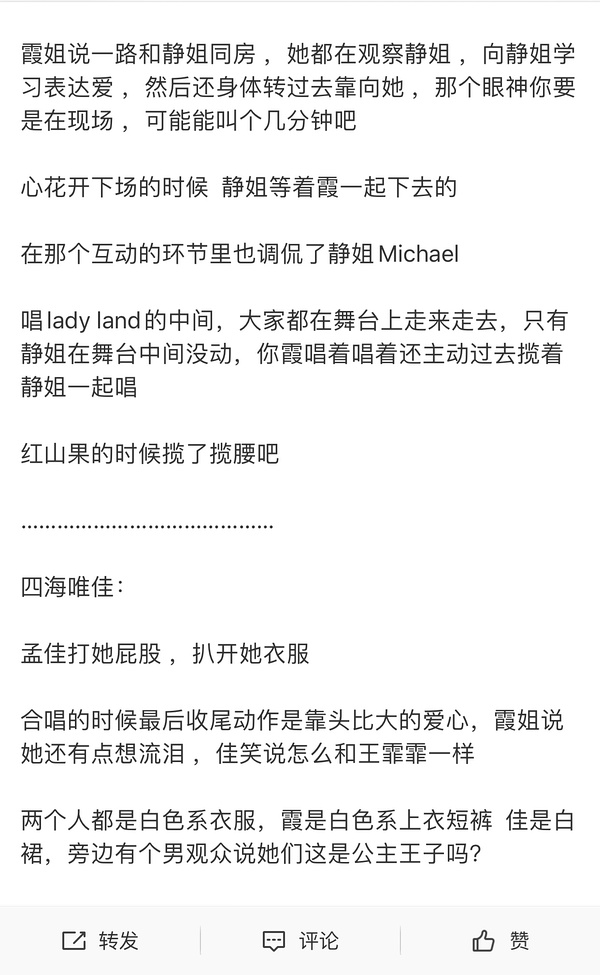 霞姐说一路和静姐同房，她都在观察静姐，向静姐学
习表达爱，然后还身体转过去靠向她，那个眼神你要
是在现场，可能能叫个几分钟吧
心花开下场的时候 静姐等着霞一起下去的
在那个互动的环节里也调侃了静姐Michael
唱lady land的中间，大家都在舞台上走来走去，只有
静姐在舞台中间没动，你霞唱着唱着还主动过去揽着
静姐一起唱
红山果的时候揽了揽腰吧
..........................................
四海唯佳：
孟佳打她屁股，扒开她衣服
合唱的时候最后收尾动作是靠头比大的爱心，霞姐说
她还有点想流泪，佳笑说怎么和王霏霏一样
两个人都是白色系衣服，霞是白色系上衣短裤 佳是白
裙，旁边有个男观众说她们这是公主王子吗？
转发 评论 赞